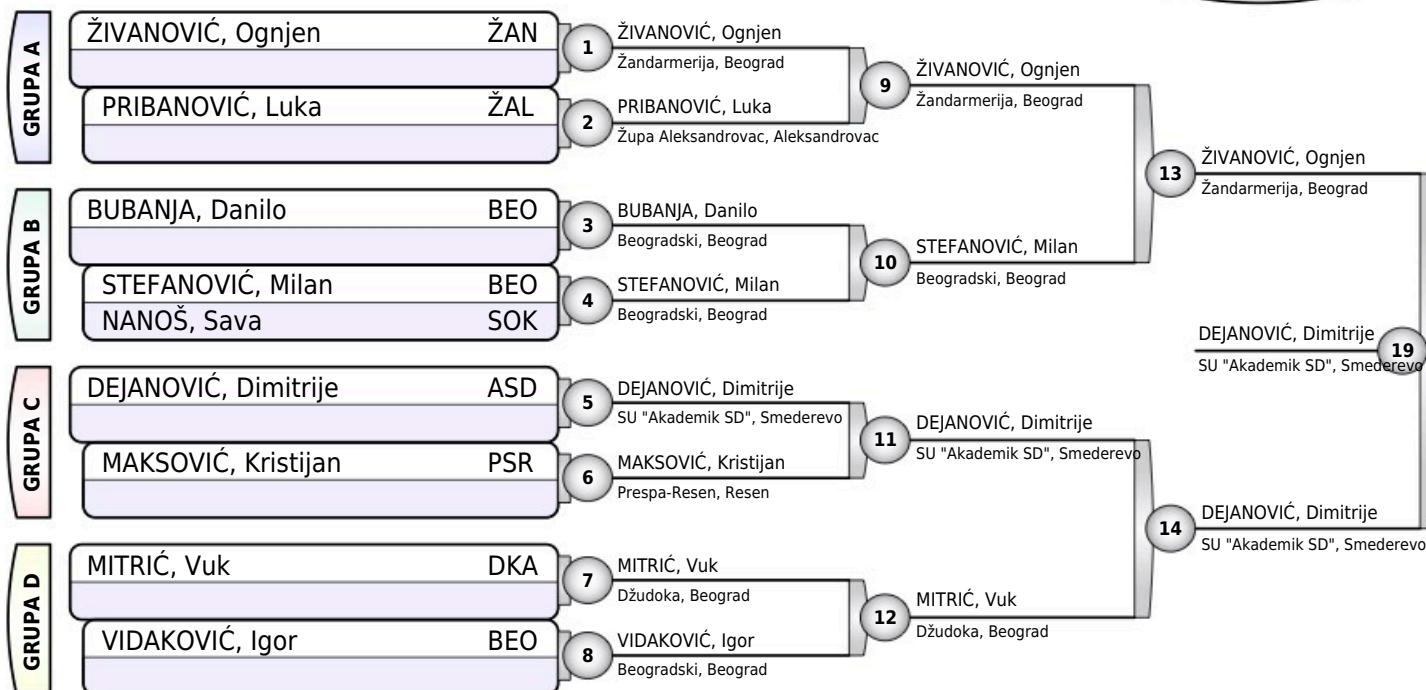 GRUPA A
ŽIVANOVIĆ, Ognjen ŽAN
PRIBANOVIĆ, Luka ŽAL
GRUPA B
BUBANJA, Danilo BEO
STEFANOVIĆ, Milan BEO
NANOŠ, Sava SOK
GRUPA C
DEJANOVIĆ, Dimitrije ASD
MAKSOVIĆ, Kristijan PSR
GRUPA D
MITRIĆ, Vuk DKA
VIDAKOVIĆ, Igor BEO
1 ŽIVANOVIĆ, Ognjen
Žandarmerija, Beograd
2 PRIBANOVIĆ, Luka
Župa Aleksandrovac, Aleksandrovac
3 BUBANJA, Danilo
Beogradski, Beograd
4 STEFANOVIĆ, Milan
Beogradski, Beograd
5 DEJANOVIĆ, Dimitrije
SU "Akademik SD", Smederevo
6 MAKSOVIĆ, Kristijan
Prespa-Resen, Resen
7 MITRIĆ, Vuk
Džudoka, Beograd
8 VIDAKOVIĆ, Igor
Beogradski, Beograd
9 ŽIVANOVIĆ, Ognjen
Žandarmerija, Beograd
10 STEFANOVIĆ, Milan
Beogradski, Beograd
11 DEJANOVIĆ, Dimitrije
SU "Akademik SD", Smederevo
12 MITRIĆ, Vuk
Džudoka, Beograd
13 ŽIVANOVIĆ, Ognjen
Žandarmerija, Beograd
14 DEJANOVIĆ, Dimitrije
SU "Akademik SD", Smederevo
DEJANOVIĆ, Dimitrije 19
SU "Akademik SD", Smederevo